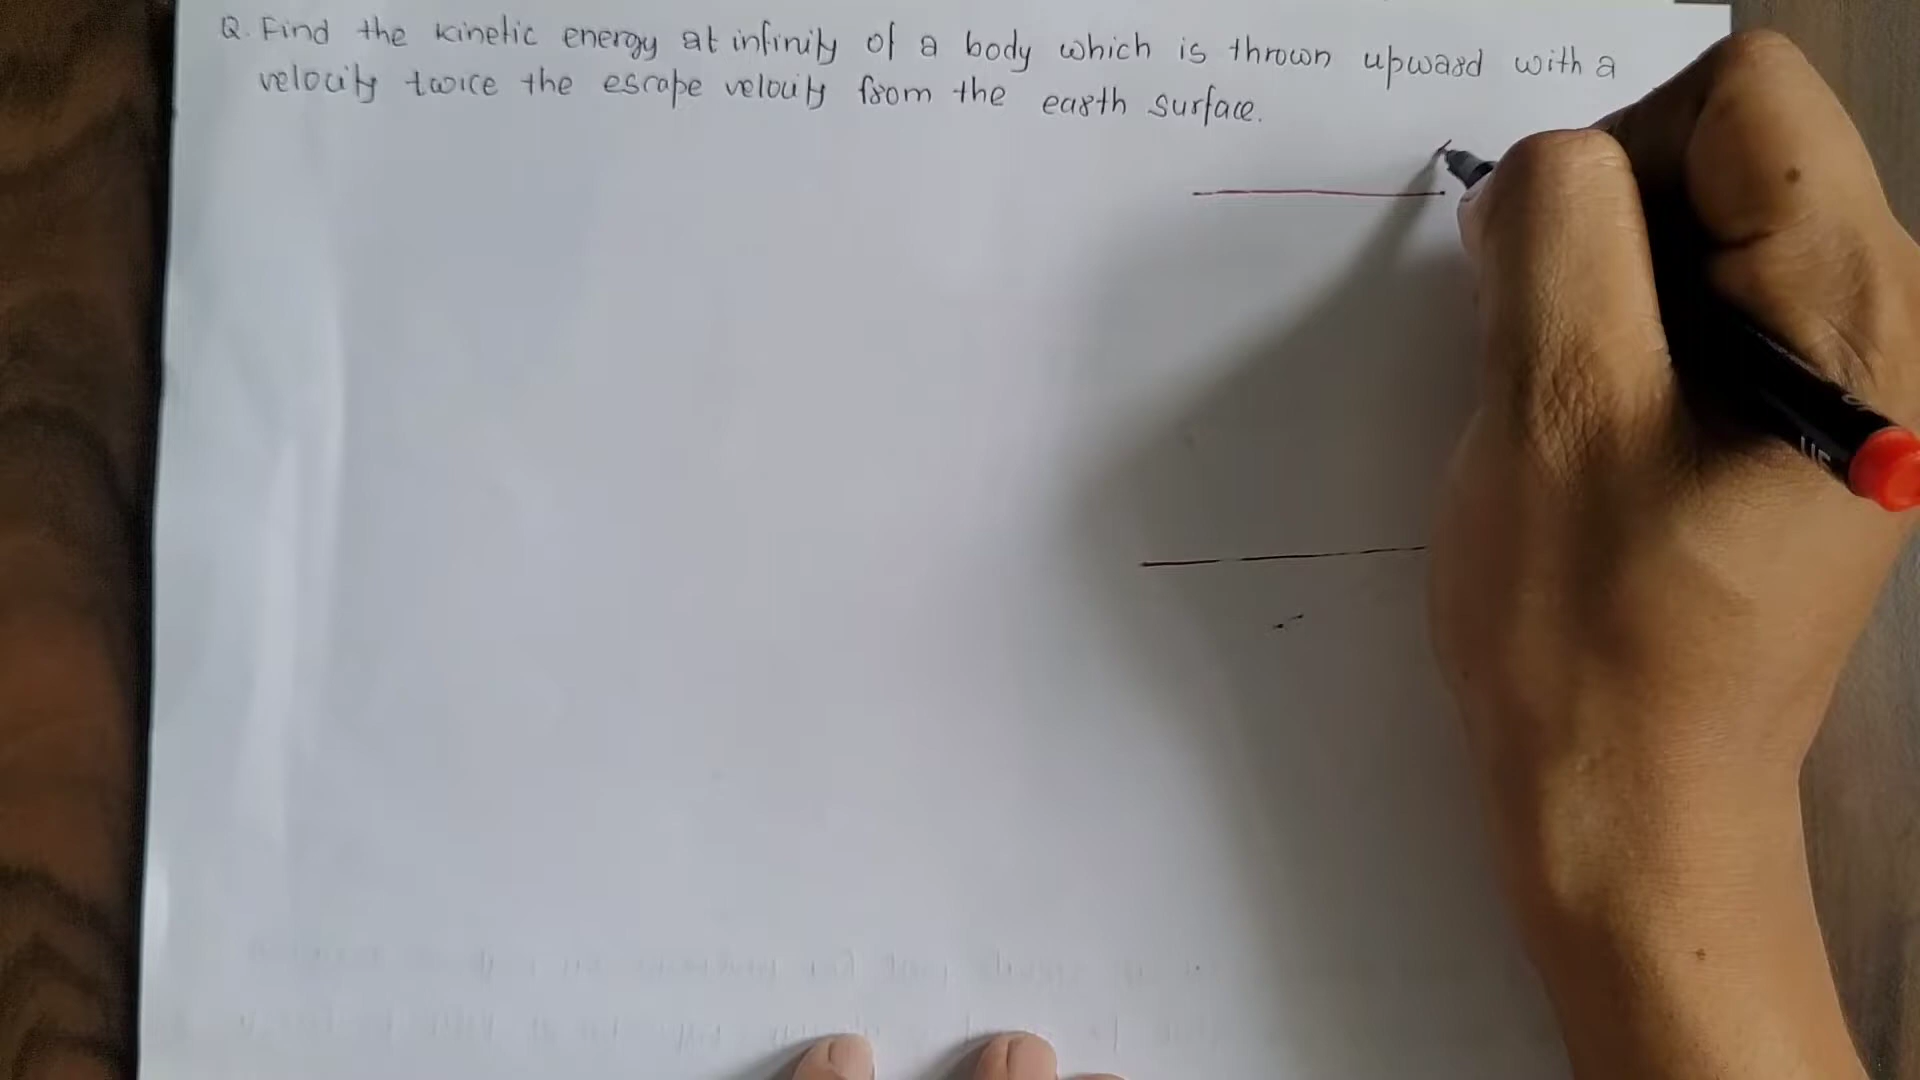 Q. Find the kinetic energy at infinity of a body which is thrown upward with a
velocity twice the escape velocity from the earth surface.